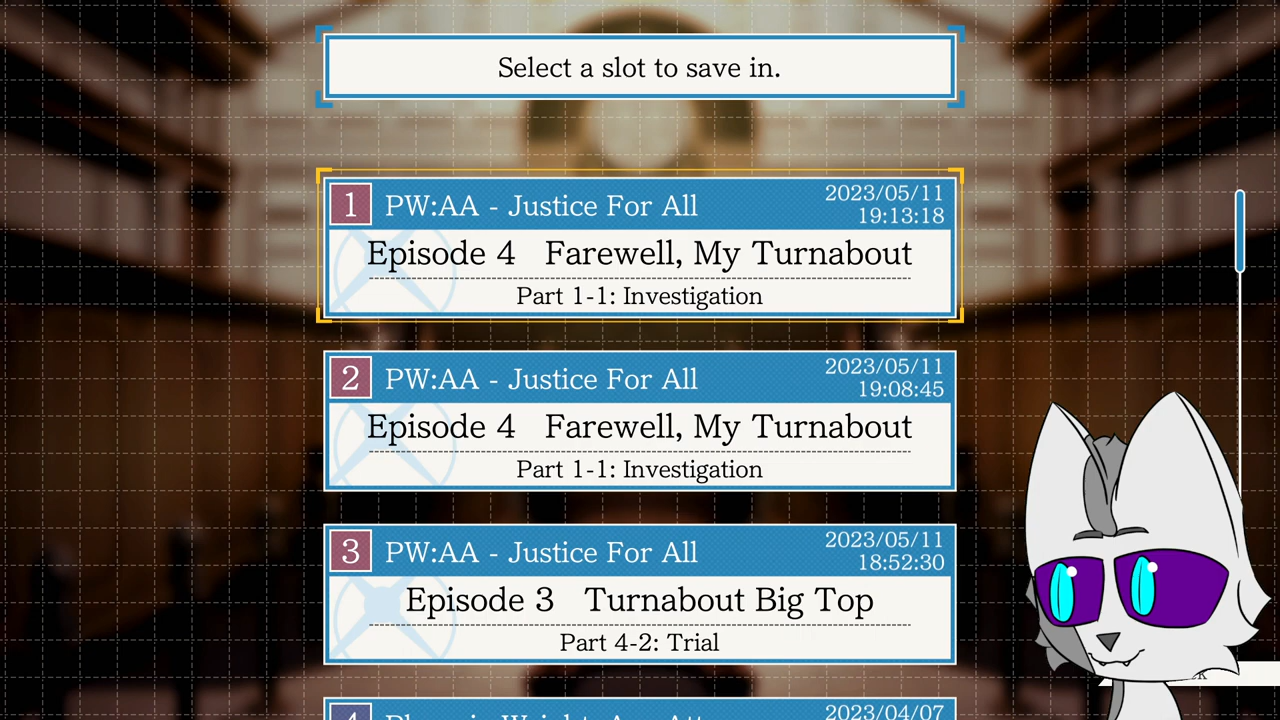 Select a slot to save in.
1 PW:AA - Justice For All 2023/05/11
19:13:18
Episode 4 Farewell, My Turnabout
Part 1-1: Investigation
2 PW:AA - Justice For All 2023/05/11
19:08:45
Episode 4 Farewell, My Turnabout
Part 1-1: Investigation
3 PW:AA - Justice For All 2023/05/11
18:52:30
Episode 3 Turnabout Big Top
Part 4-2: Trial
4 2023/04/07